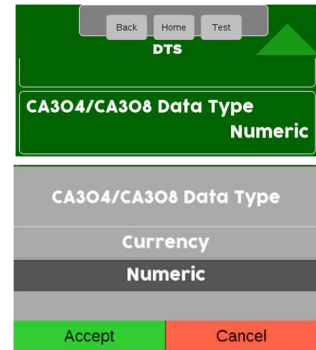 Back Home Test
DTS
CA304/CA308 Data Type
Numeric
CA304/CA308 Data Type
Currency
Numeric
Accept Cancel